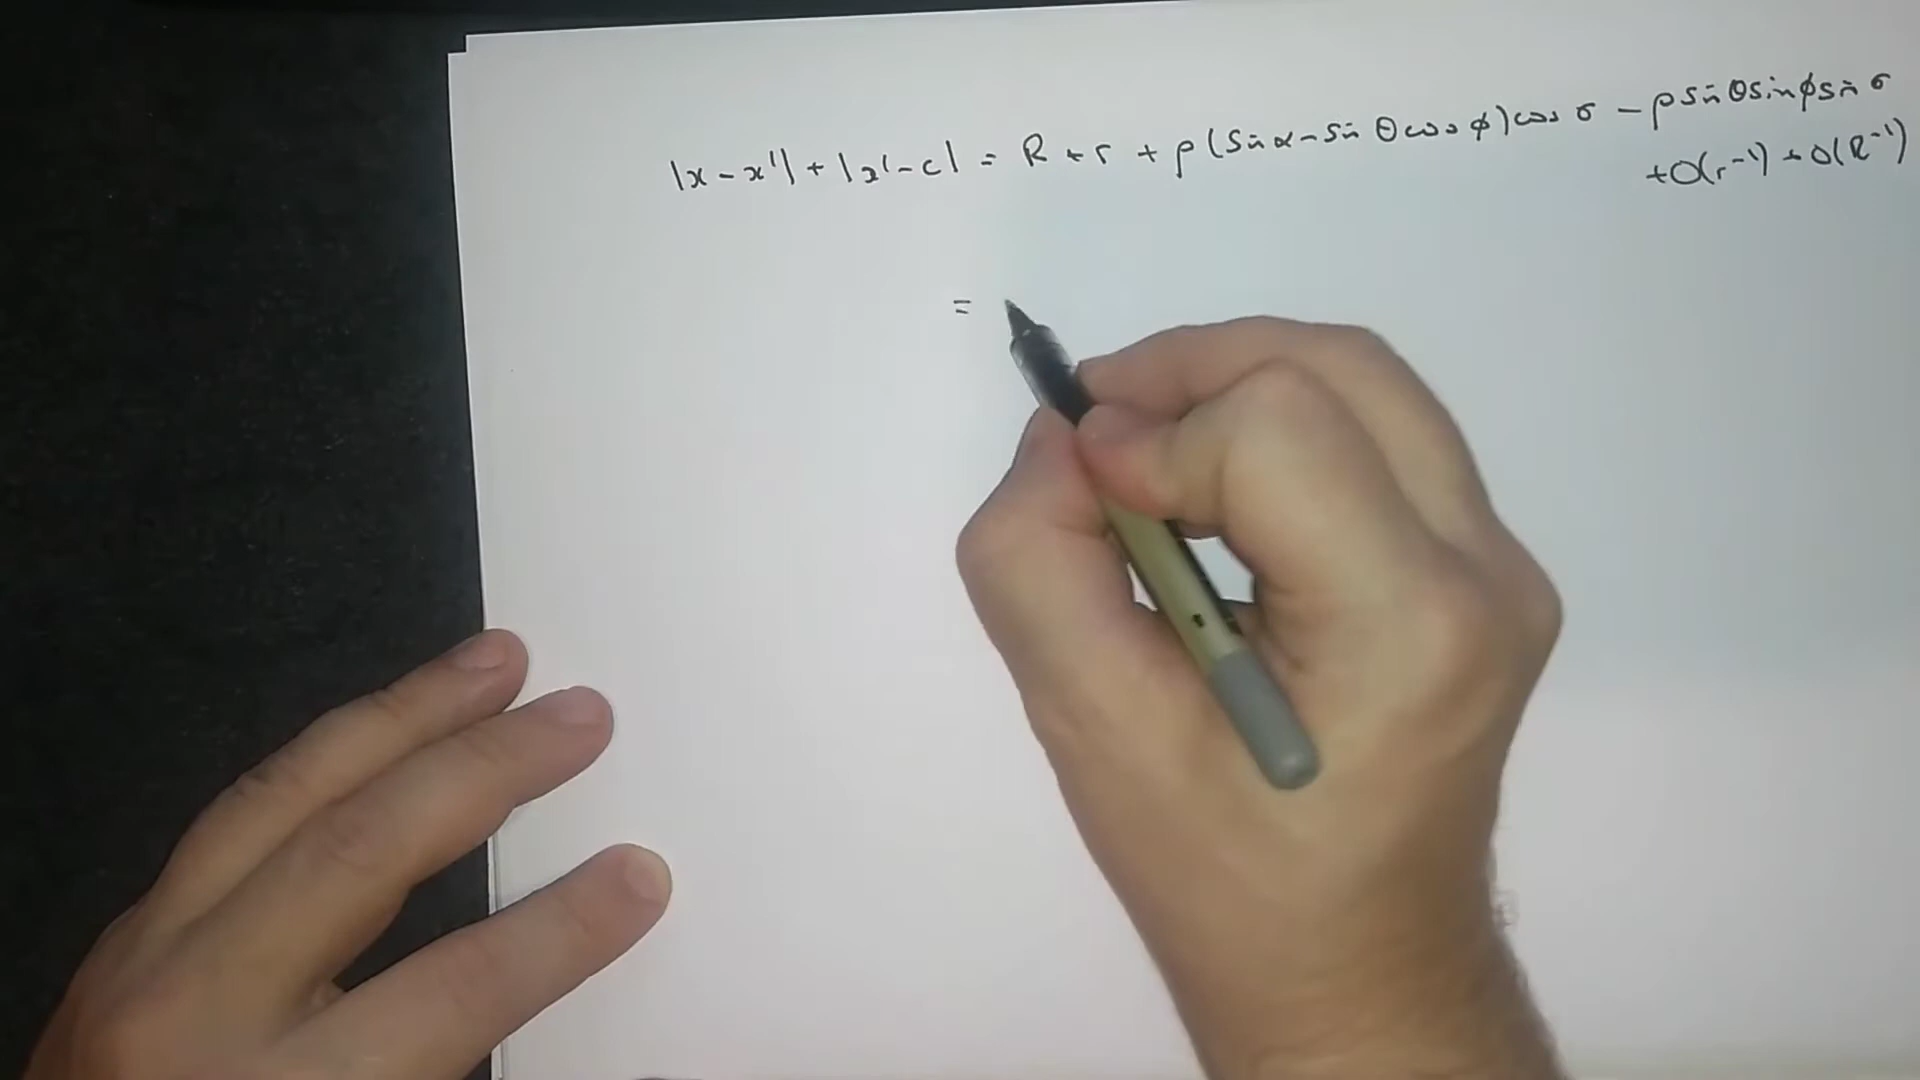 |x - x'| + |x' - c| = R + r + ρ(sin α - sin θ cos φ) cos σ - ρ sin θ sin φ sin σ
+ O(r⁻¹) + O(R⁻¹)
=